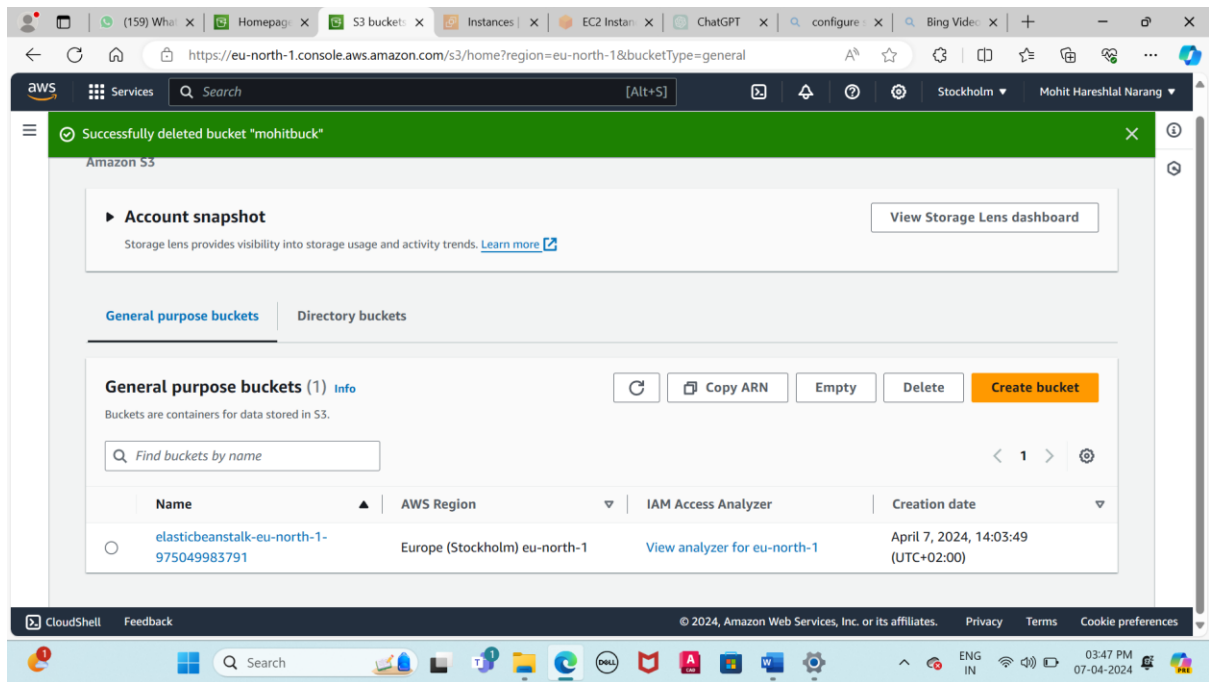 (159) What
Homepage
S3 buckets
Instances |
EC2 Instan
ChatGPT
configure s
Bing Video
https://eu-north-1.console.aws.amazon.com/s3/home?region=eu-north-1&bucketType=general
aws
Services
Search
[Alt+S]
Stockholm ▼
Mohit Hareshlal Narang ▼
Successfully deleted bucket "mohitbuck"
Amazon S3
Account snapshot
View Storage Lens dashboard
Storage lens provides visibility into storage usage and activity trends. Learn more
General purpose buckets
Directory buckets
General purpose buckets (1) Info
Copy ARN
Empty
Delete
Create bucket
Buckets are containers for data stored in S3.
Find buckets by name
1
Name
AWS Region
IAM Access Analyzer
Creation date
elasticbeanstalk-eu-north-1-
975049983791
Europe (Stockholm) eu-north-1
View analyzer for eu-north-1
April 7, 2024, 14:03:49
(UTC+02:00)
CloudShell
Feedback
© 2024, Amazon Web Services, Inc. or its affiliates.
Privacy
Terms
Cookie preferences
Search
DELL
ENG
IN
03:47 PM
07-04-2024
PRE